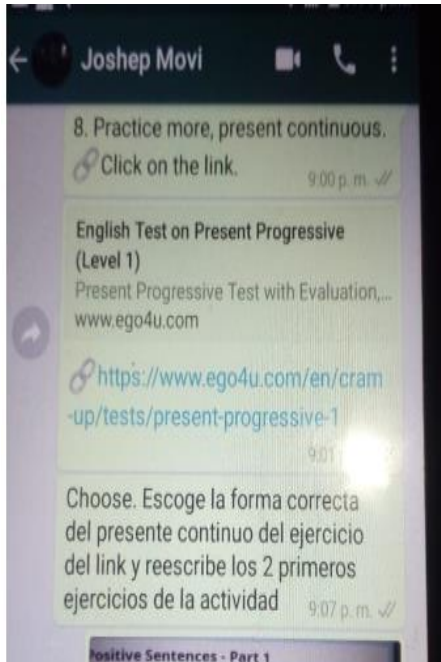 Joshep Movi
8. Practice more, present continuous.
Click on the link.
9:00 p. m.
English Test on Present Progressive
(Level 1)
Present Progressive Test with Evaluation,...
www.ego4u.com
https://www.ego4u.com/en/cram
-up/tests/present-progressive-1
9:01
Choose. Escoge la forma correcta
del presente continuo del ejercicio
del link y reescribe los 2 primeros
ejercicios de la actividad
9:07 p. m.
Positive Sentences - Part 1